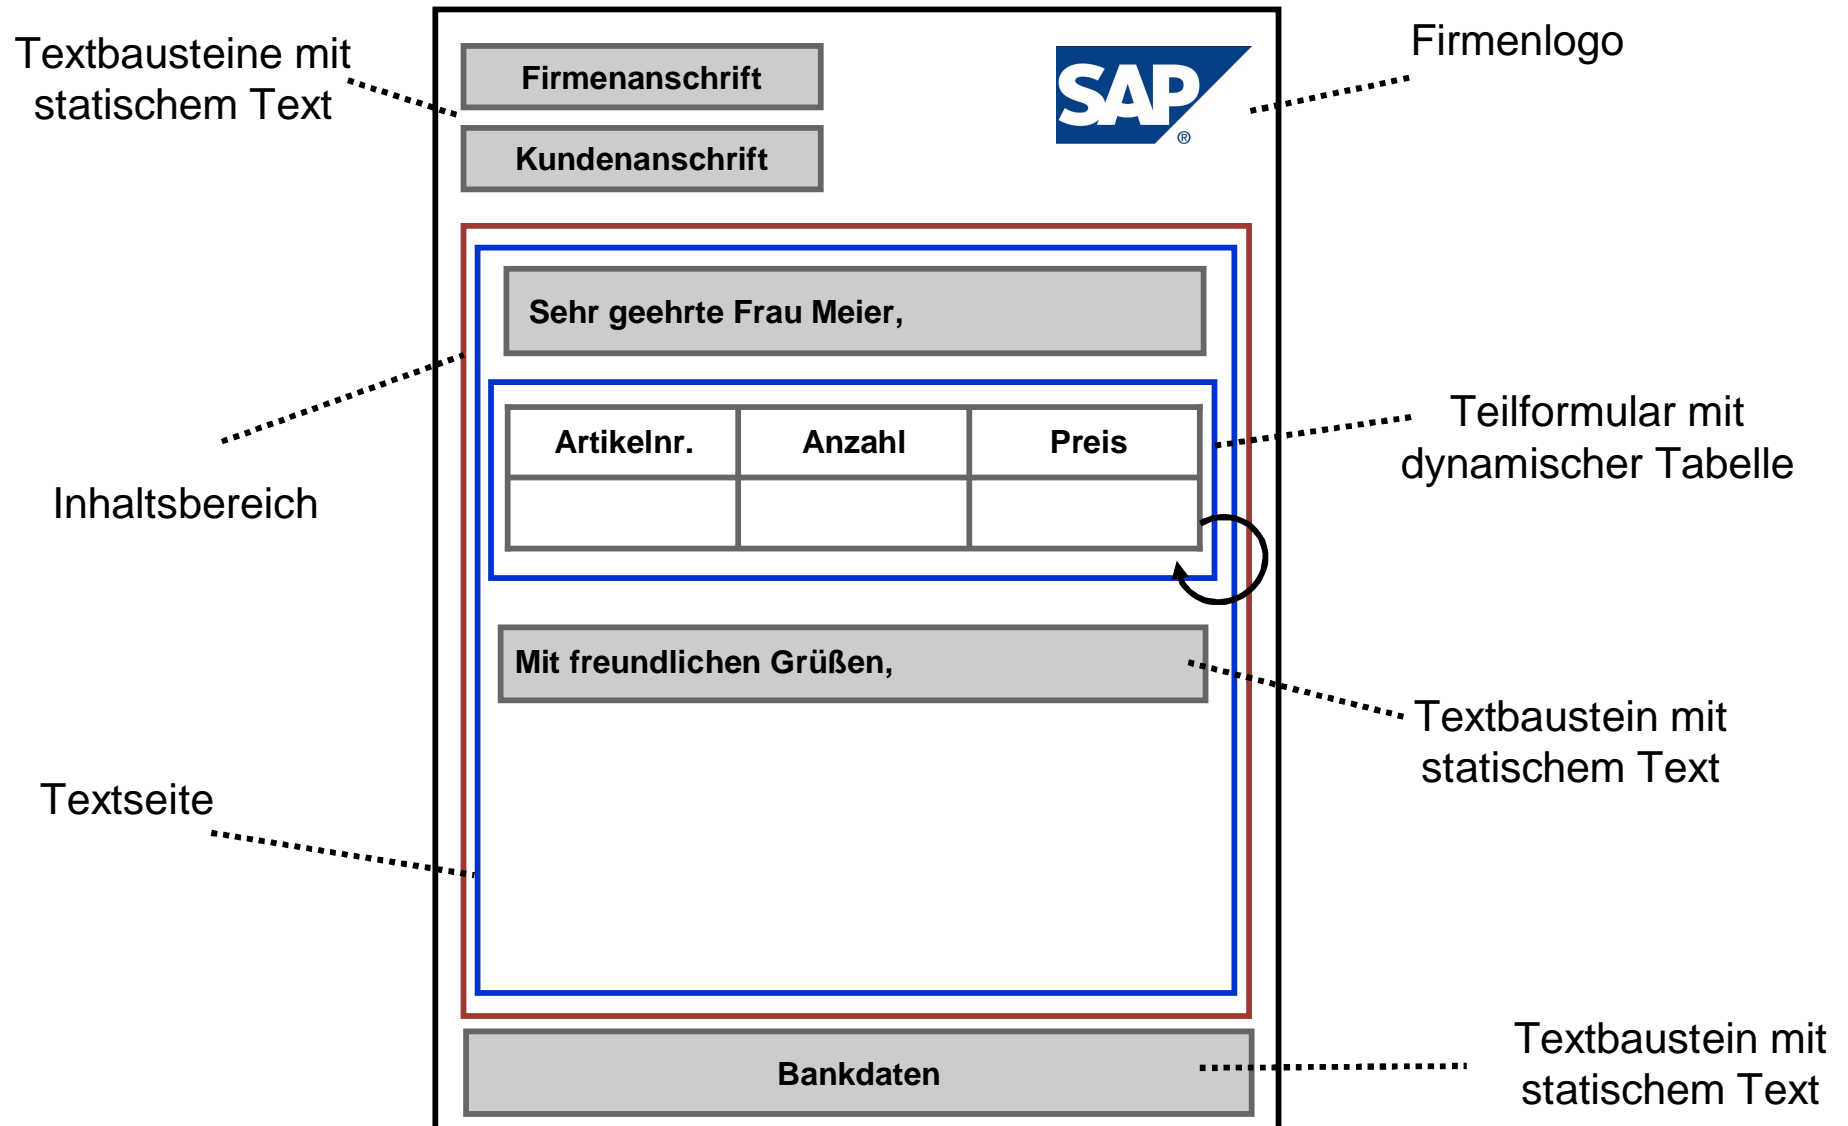 Textbausteine mit
statischem Text
Firmenanschrift
Kundenanschrift
SAP
®
Firmenlogo
Sehr geehrte Frau Meier,
Inhaltsbereich
Artikelnr. Anzahl Preis
Teilformular mit
dynamischer Tabelle
Mit freundlichen Grüßen,
Textbaustein mit
statischem Text
Textseite
Bankdaten
Textbaustein mit
statischem Text